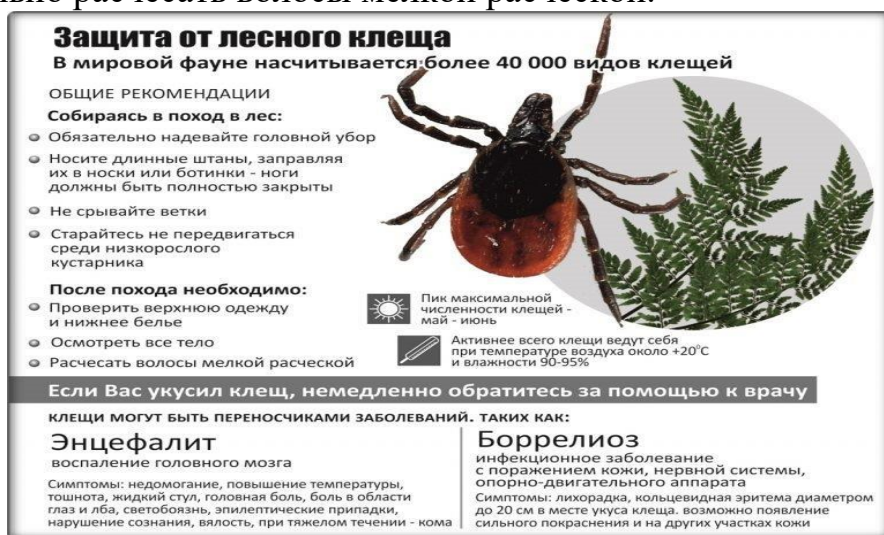 расчесать волосы мелкой расческой.
Защита от лесного клеща
В мировой фауне насчитывается более 40 000 видов клещей
ОБЩИЕ РЕКОМЕНДАЦИИ
Собираясь в поход в лес:
Обязательно надевайте головной убор
Носите длинные штаны, заправляя
их в носки или ботинки - ноги
должны быть полностью закрыты
Не срывайте ветки
Старайтесь не передвигаться
среди низкорослого
кустарника
После похода необходимо:
Проверить верхнюю одежду
и нижнее белье
Осмотреть все тело
Расчесать волосы мелкой расческой
Пик максимальной
численности клещей -
май - июнь
Активнее всего клещи ведут себя
при температуре воздуха около +20°С
и влажности 90-95%
Если Вас укусил клещ, немедленно обратитесь за помощью к врачу
КЛЕЩИ МОГУТ БЫТЬ ПЕРЕНОСЧИКАМИ ЗАБОЛЕВАНИЙ. ТАКИХ КАК:
Энцефалит
воспаление головного мозга
Симптомы: недомогание, повышение температуры,
тошнота, жидкий стул, головная боль, боль в области
глаз и лба, светобоязнь, эпилептические припадки,
нарушение сознания, вялость, при тяжелом течении - кома
Боррелиоз
инфекционное заболевание
с поражением кожи, нервной системы,
опорно-двигательного аппарата
Симптомы: лихорадка, кольцевидная эритема диаметром
до 20 см в месте укуса клеща. возможно появление
сильного покраснения и на других участках кожи